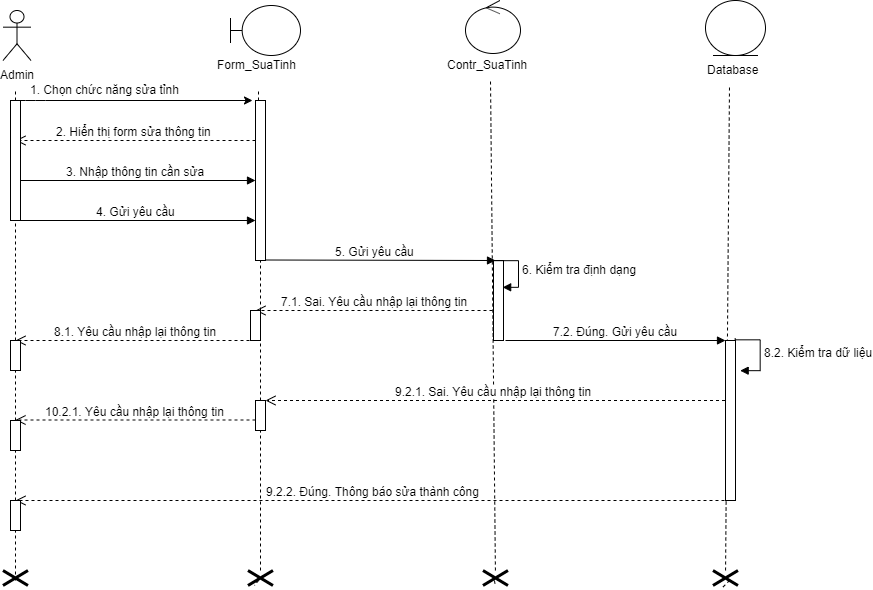 Admin
Form_SuaTinh
Contr_SuaTinh
Database
1. Chọn chức năng sửa tỉnh
2. Hiển thị form sửa thông tin
3. Nhập thông tin cần sửa
4. Gửi yêu cầu
5. Gửi yêu cầu
6. Kiểm tra định dạng
7.1. Sai. Yêu cầu nhập lại thông tin
8.1. Yêu cầu nhập lại thông tin
7.2. Đúng. Gửi yêu cầu
8.2. Kiểm tra dữ liệu
9.2.1. Sai. Yêu cầu nhập lại thông tin
10.2.1. Yêu cầu nhập lại thông tin
9.2.2. Đúng. Thông báo sửa thành công